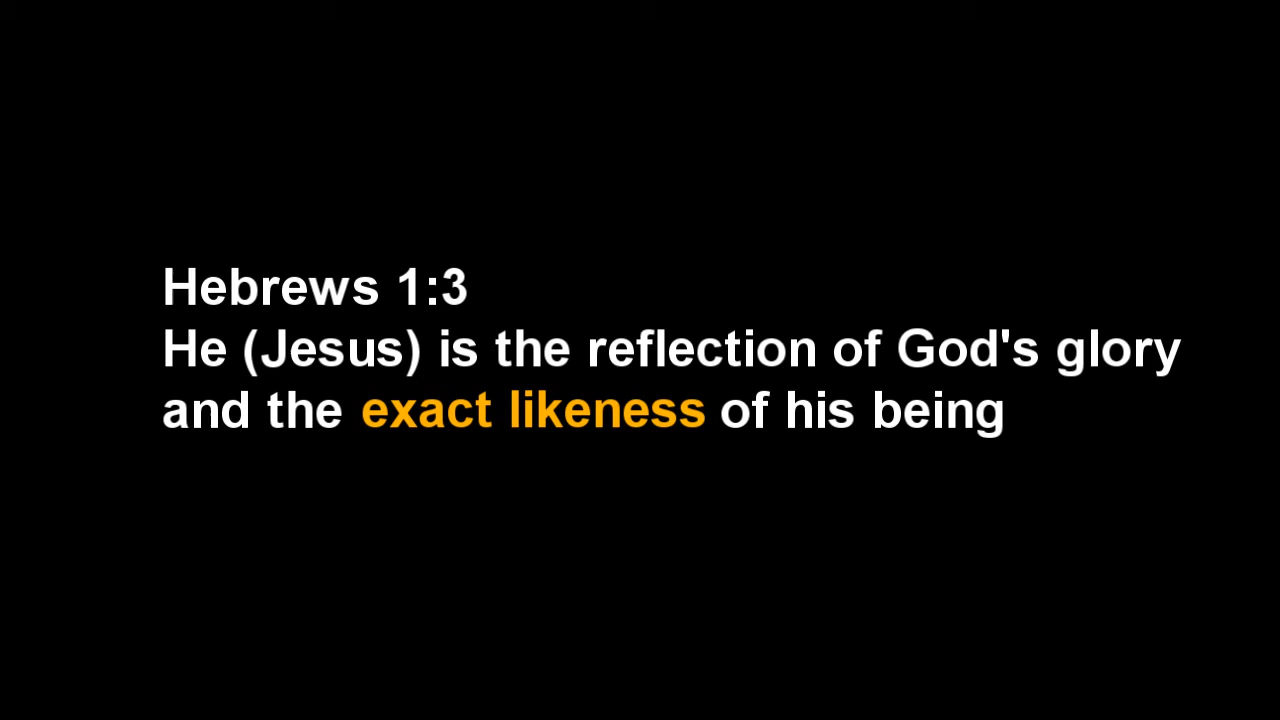 Hebrews 1:3
He (Jesus) is the reflection of God's glory
and the exact likeness of his being